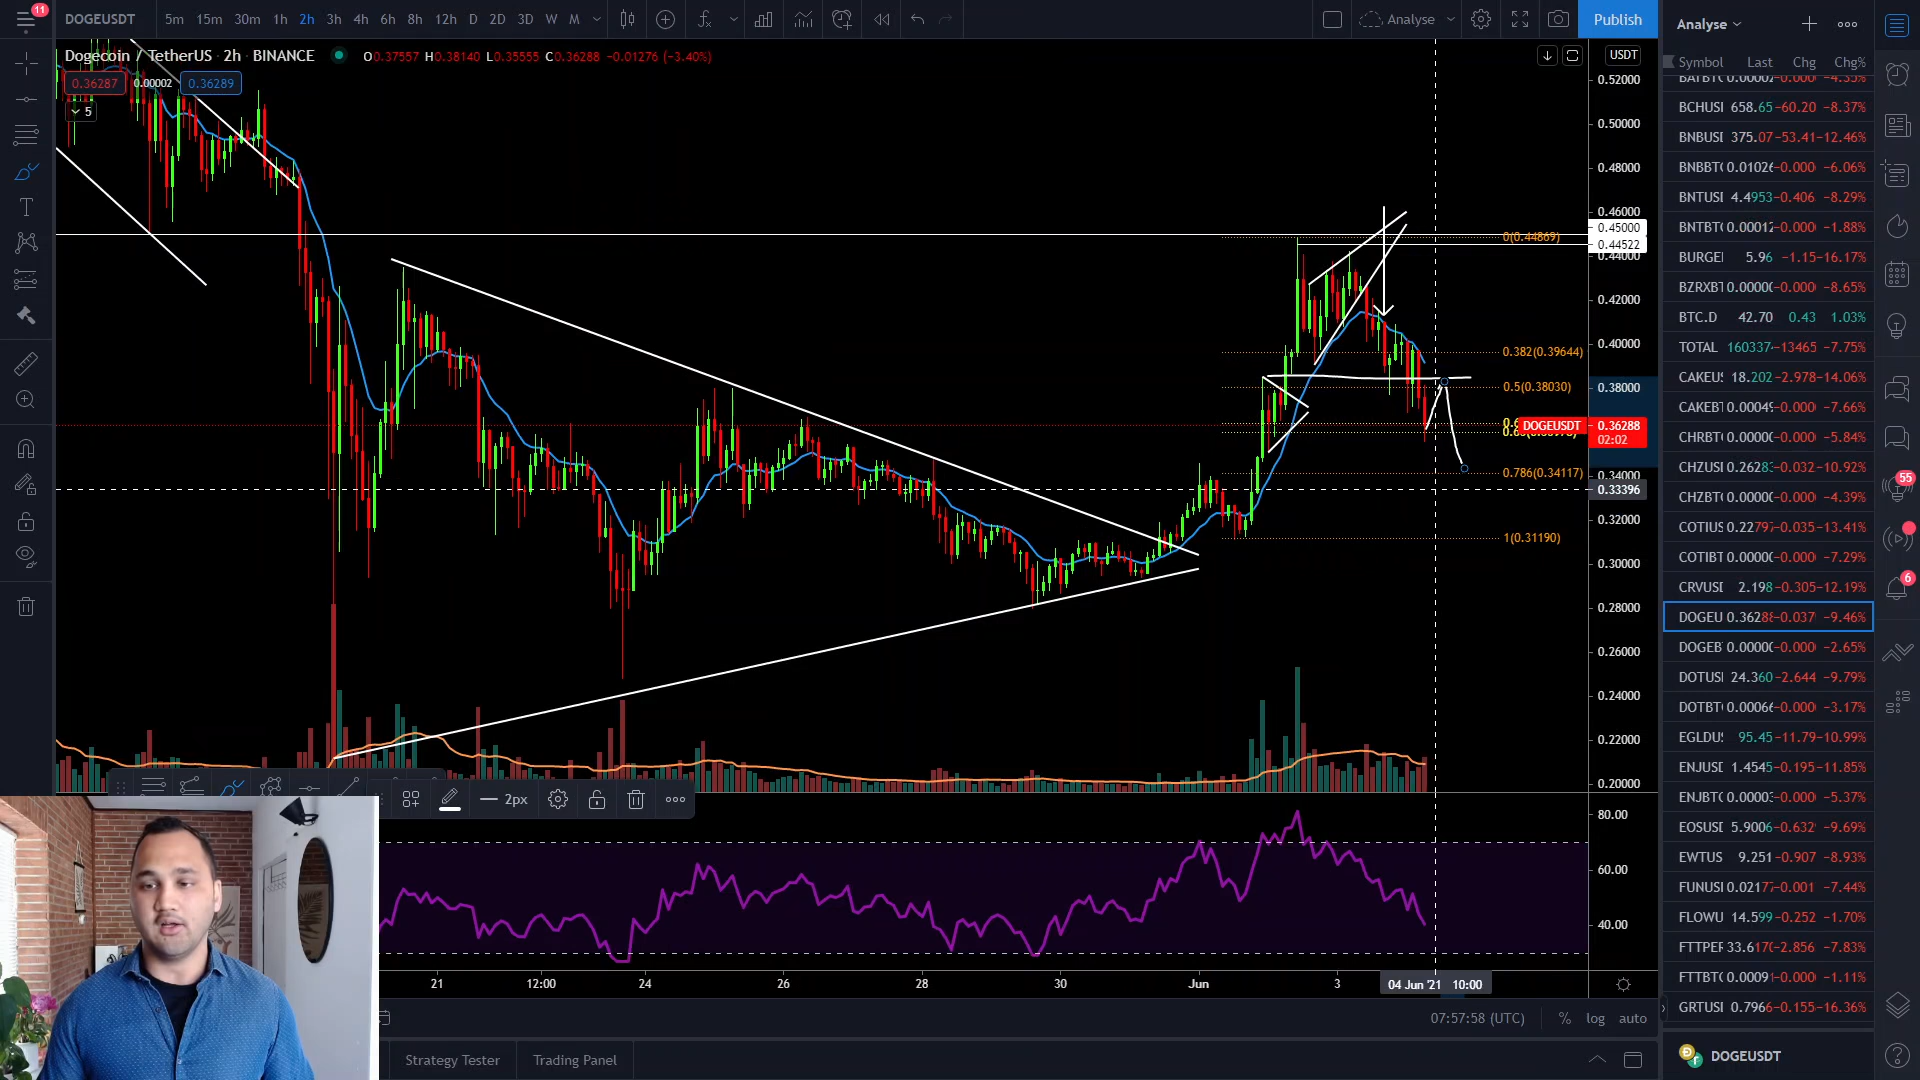 11
DOGEUSDT 5m 15m 30m 1h 2h 3h 4h 6h 8h 12h D 2D 3D W M Analyse Publish
Dogecoin / TetherUS · 2h · BINANCE O0.37557 H0.38140 L0.35555 C0.36288 −0.01276 (−3.40%) USDT
0.36287 0.00002 0.36289
5
0.52000
0.50000
0.48000
0.46000
0.45000
0.44522
0.44000
0.42000
0.40000
0.38000
0.36288
02:02
0.34000
0.33396
0.32000
0.30000
0.28000
0.26000
0.24000
0.22000
0.20000
80.00
60.00
40.00
0(0.44869)
0.382(0.39644)
0.5(0.38030)
DOGEUSDT
0.786(0.34117)
1(0.31190)
2px
21 12:00 24 26 28 30 Jun 3 04 Jun '21 10:00
07:57:58 (UTC) % log auto
Strategy Tester Trading Panel
Analyse
Symbol Last Chg Chg%
BCHUSI 658.65 −60.20 −8.37%
BNBUSI 375.07 −53.41 −12.46%
BNBBT( 0.01026 −0.000 −6.06%
BNTUSI 4.4953 −0.406 −8.29%
BNTBT( 0.00012 −0.000 −1.88%
BURGEI 5.96 −1.15 −16.17%
BZRXBT 0.00000 −0.000 −8.65%
BTC.D 42.70 0.43 1.03%
TOTAL 160337 −13465 −7.75%
CAKEUS 18.202 −2.978 −14.06%
CAKEBT 0.00049 −0.000 −7.66%
CHRBT( 0.00000 −0.000 −5.84%
CHZUSI 0.26283 −0.032 −10.92%
CHZBT( 0.00000 −0.000 −4.39%
COTIUS 0.22797 −0.035 −13.41%
COTIBT 0.00000 −0.000 −7.29%
CRVUSI 2.198 −0.305 −12.19%
DOGEU 0.36288 −0.037 −9.46%
DOGEB 0.00000 −0.000 −2.65%
DOTUSI 24.360 −2.644 −9.79%
DOTBT( 0.00066 −0.000 −3.17%
EGLDU: 95.45 −11.79 −10.99%
ENJUSI 1.4545 −0.195 −11.85%
ENJBT( 0.00003 −0.000 −5.37%
EOSUSI 5.9006 −0.632 −9.69%
EWTUS 9.251 −0.907 −8.93%
FUNUSI 0.02177 −0.001 −7.44%
FLOWU 14.599 −0.252 −1.70%
FTTPEF 33.617( −2.856 −7.83%
FTTBT( 0.00091 −0.000 −1.11%
GRTUSI 0.7966 −0.155 −16.36%
DOGEUSDT
55
6